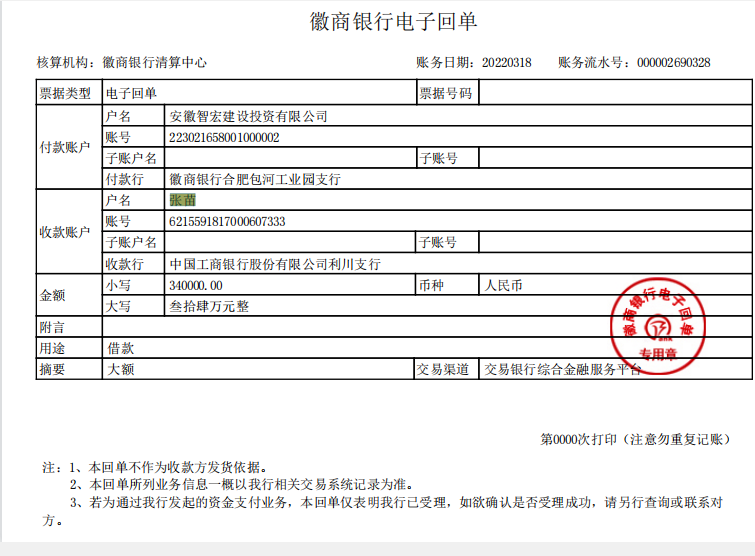 徽商银行电子回单
核算机构：徽商银行清算中心 账务日期：20220318 账务流水号：000002690328
票据类型 电子回单 票据号码
付款账户
户名 安徽智宏建设投资有限公司
账号 223021658001000002
子账户名 子账号
付款行 徽商银行合肥包河工业园支行
收款账户
户名 张苗
账号 6215591817000607333
子账户名 子账号
收款行 中国工商银行股份有限公司利川支行
金额
小写 340000.00 币种 人民币
大写 叁拾肆万元整
附言
用途 借款
摘要 大额 交易渠道 交易银行综合金融服务平台
徽商银行电子回单
专用章
第0000次打印（注意勿重复记账）
注：1、本回单不作为收款方发货依据。
2、本回单所列业务信息一概以我行相关交易系统记录为准。
3、若为通过我行发起的资金支付业务，本回单仅表明我行已受理，如欲确认是否受理成功，请另行查询或联系对
方。